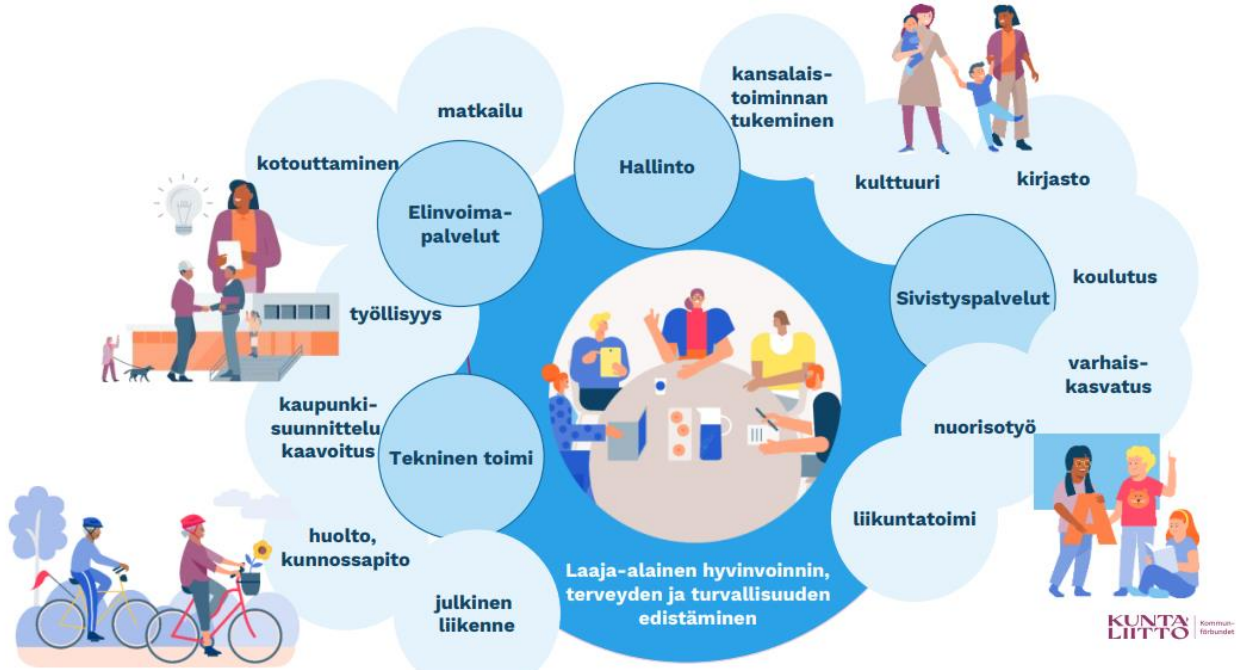 kansalais-
toiminnan
tukeminen
matkailu
kotouttaminen
Hallinto
kulttuuri
kirjasto
Elinvoima-
palvelut
koulutus
Sivistyspalvelut
työllisyys
varhais-
kasvatus
kaupunki-
suunnittelu
kaavoitus
nuorisotyö
Tekninen toimi
liikuntatoimi
huolto,
kunnossapito
Laaja-alainen hyvinvoinnin,
terveyden ja turvallisuuden
edistäminen
julkinen
liikenne
A
KUNTA
LIITTO
Kommun-
förbundet